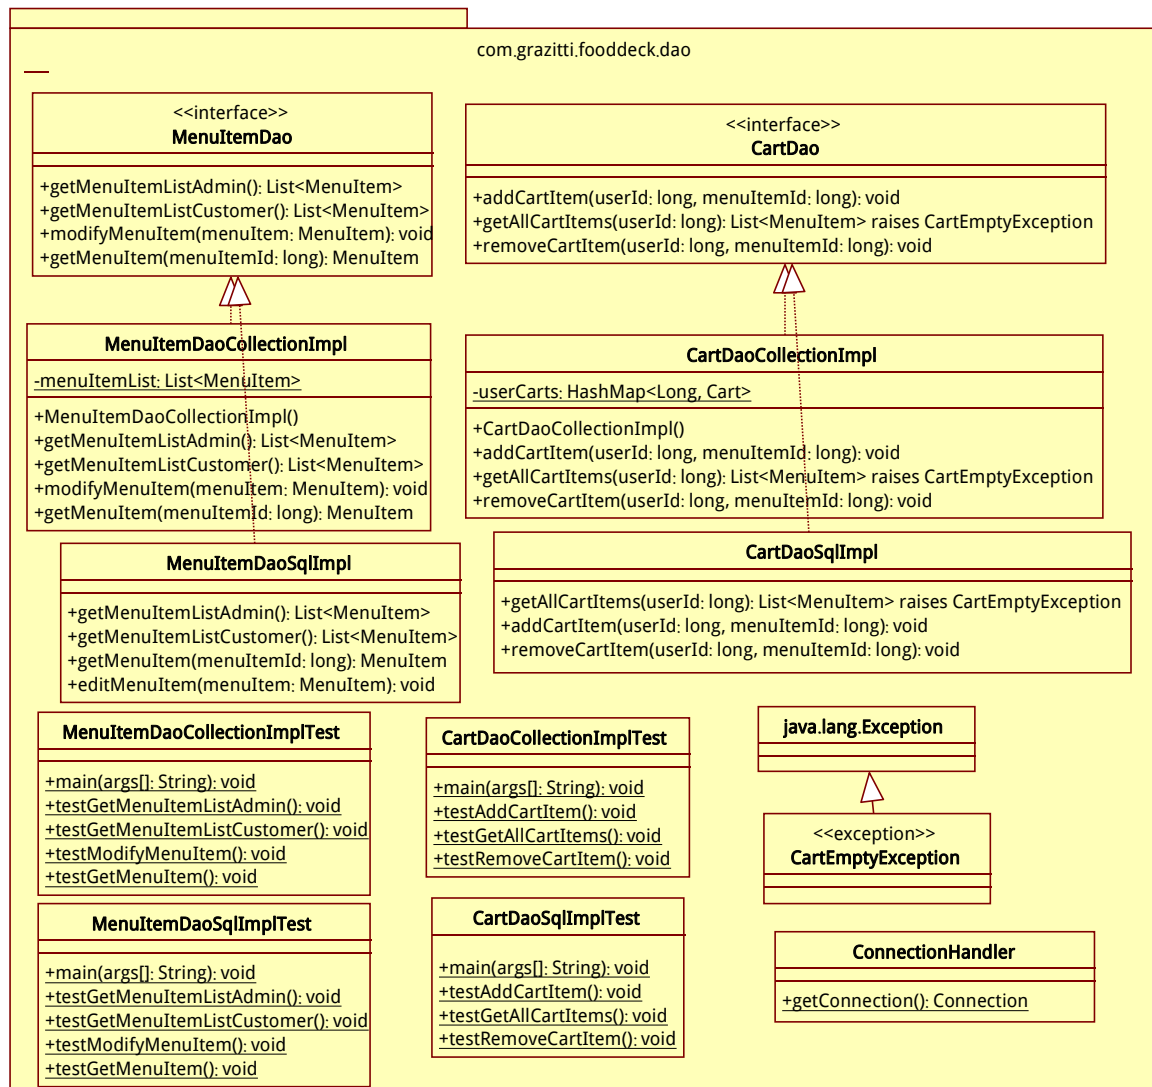 com.grazitti.fooddeck.dao
<<interface>>
MenuItemDao
+getMenuItemListAdmin(): List<MenuItem>
+getMenuItemListCustomer(): List<MenuItem>
+modifyMenuItem(menuItem: MenuItem): void
+getMenuItem(menuItemId: long): MenuItem
<<interface>>
CartDao
+addCartItem(userId: long, menuItemId: long): void
+getAllCartItems(userId: long): List<MenuItem> raises CartEmptyException
+removeCartItem(userId: long, menuItemId: long): void
MenuItemDaoCollectionImpl
-menuItemList: List<MenuItem>
+MenuItemDaoCollectionImpl()
+getMenuItemListAdmin(): List<MenuItem>
+getMenuItemListCustomer(): List<MenuItem>
+modifyMenuItem(menuItem: MenuItem): void
+getMenuItem(menuItemId: long): MenuItem
CartDaoCollectionImpl
-userCarts: HashMap<Long, Cart>
+CartDaoCollectionImpl()
+addCartItem(userId: long, menuItemId: long): void
+getAllCartItems(userId: long): List<MenuItem> raises CartEmptyException
+removeCartItem(userId: long, menuItemId: long): void
MenuItemDaoSqlImpl
+getMenuItemListAdmin(): List<MenuItem>
+getMenuItemListCustomer(): List<MenuItem>
+getMenuItem(menuItemId: long): MenuItem
+editMenuItem(menuItem: MenuItem): void
CartDaoSqlImpl
+getAllCartItems(userId: long): List<MenuItem> raises CartEmptyException
+addCartItem(userId: long, menuItemId: long): void
+removeCartItem(userId: long, menuItemId: long): void
MenuItemDaoCollectionImplTest
+main(args[]: String): void
+testGetMenuItemListAdmin(): void
+testGetMenuItemListCustomer(): void
+testModifyMenuItem(): void
+testGetMenuItem(): void
CartDaoCollectionImplTest
+main(args[]: String): void
+testAddCartItem(): void
+testGetAllCartItems(): void
+testRemoveCartItem(): void
java.lang.Exception
<<exception>>
CartEmptyException
MenuItemDaoSqlImplTest
+main(args[]: String): void
+testGetMenuItemListAdmin(): void
+testGetMenuItemListCustomer(): void
+testModifyMenuItem(): void
+testGetMenuItem(): void
CartDaoSqlImplTest
+main(args[]: String): void
+testAddCartItem(): void
+testGetAllCartItems(): void
+testRemoveCartItem(): void
ConnectionHandler
+getConnection(): Connection